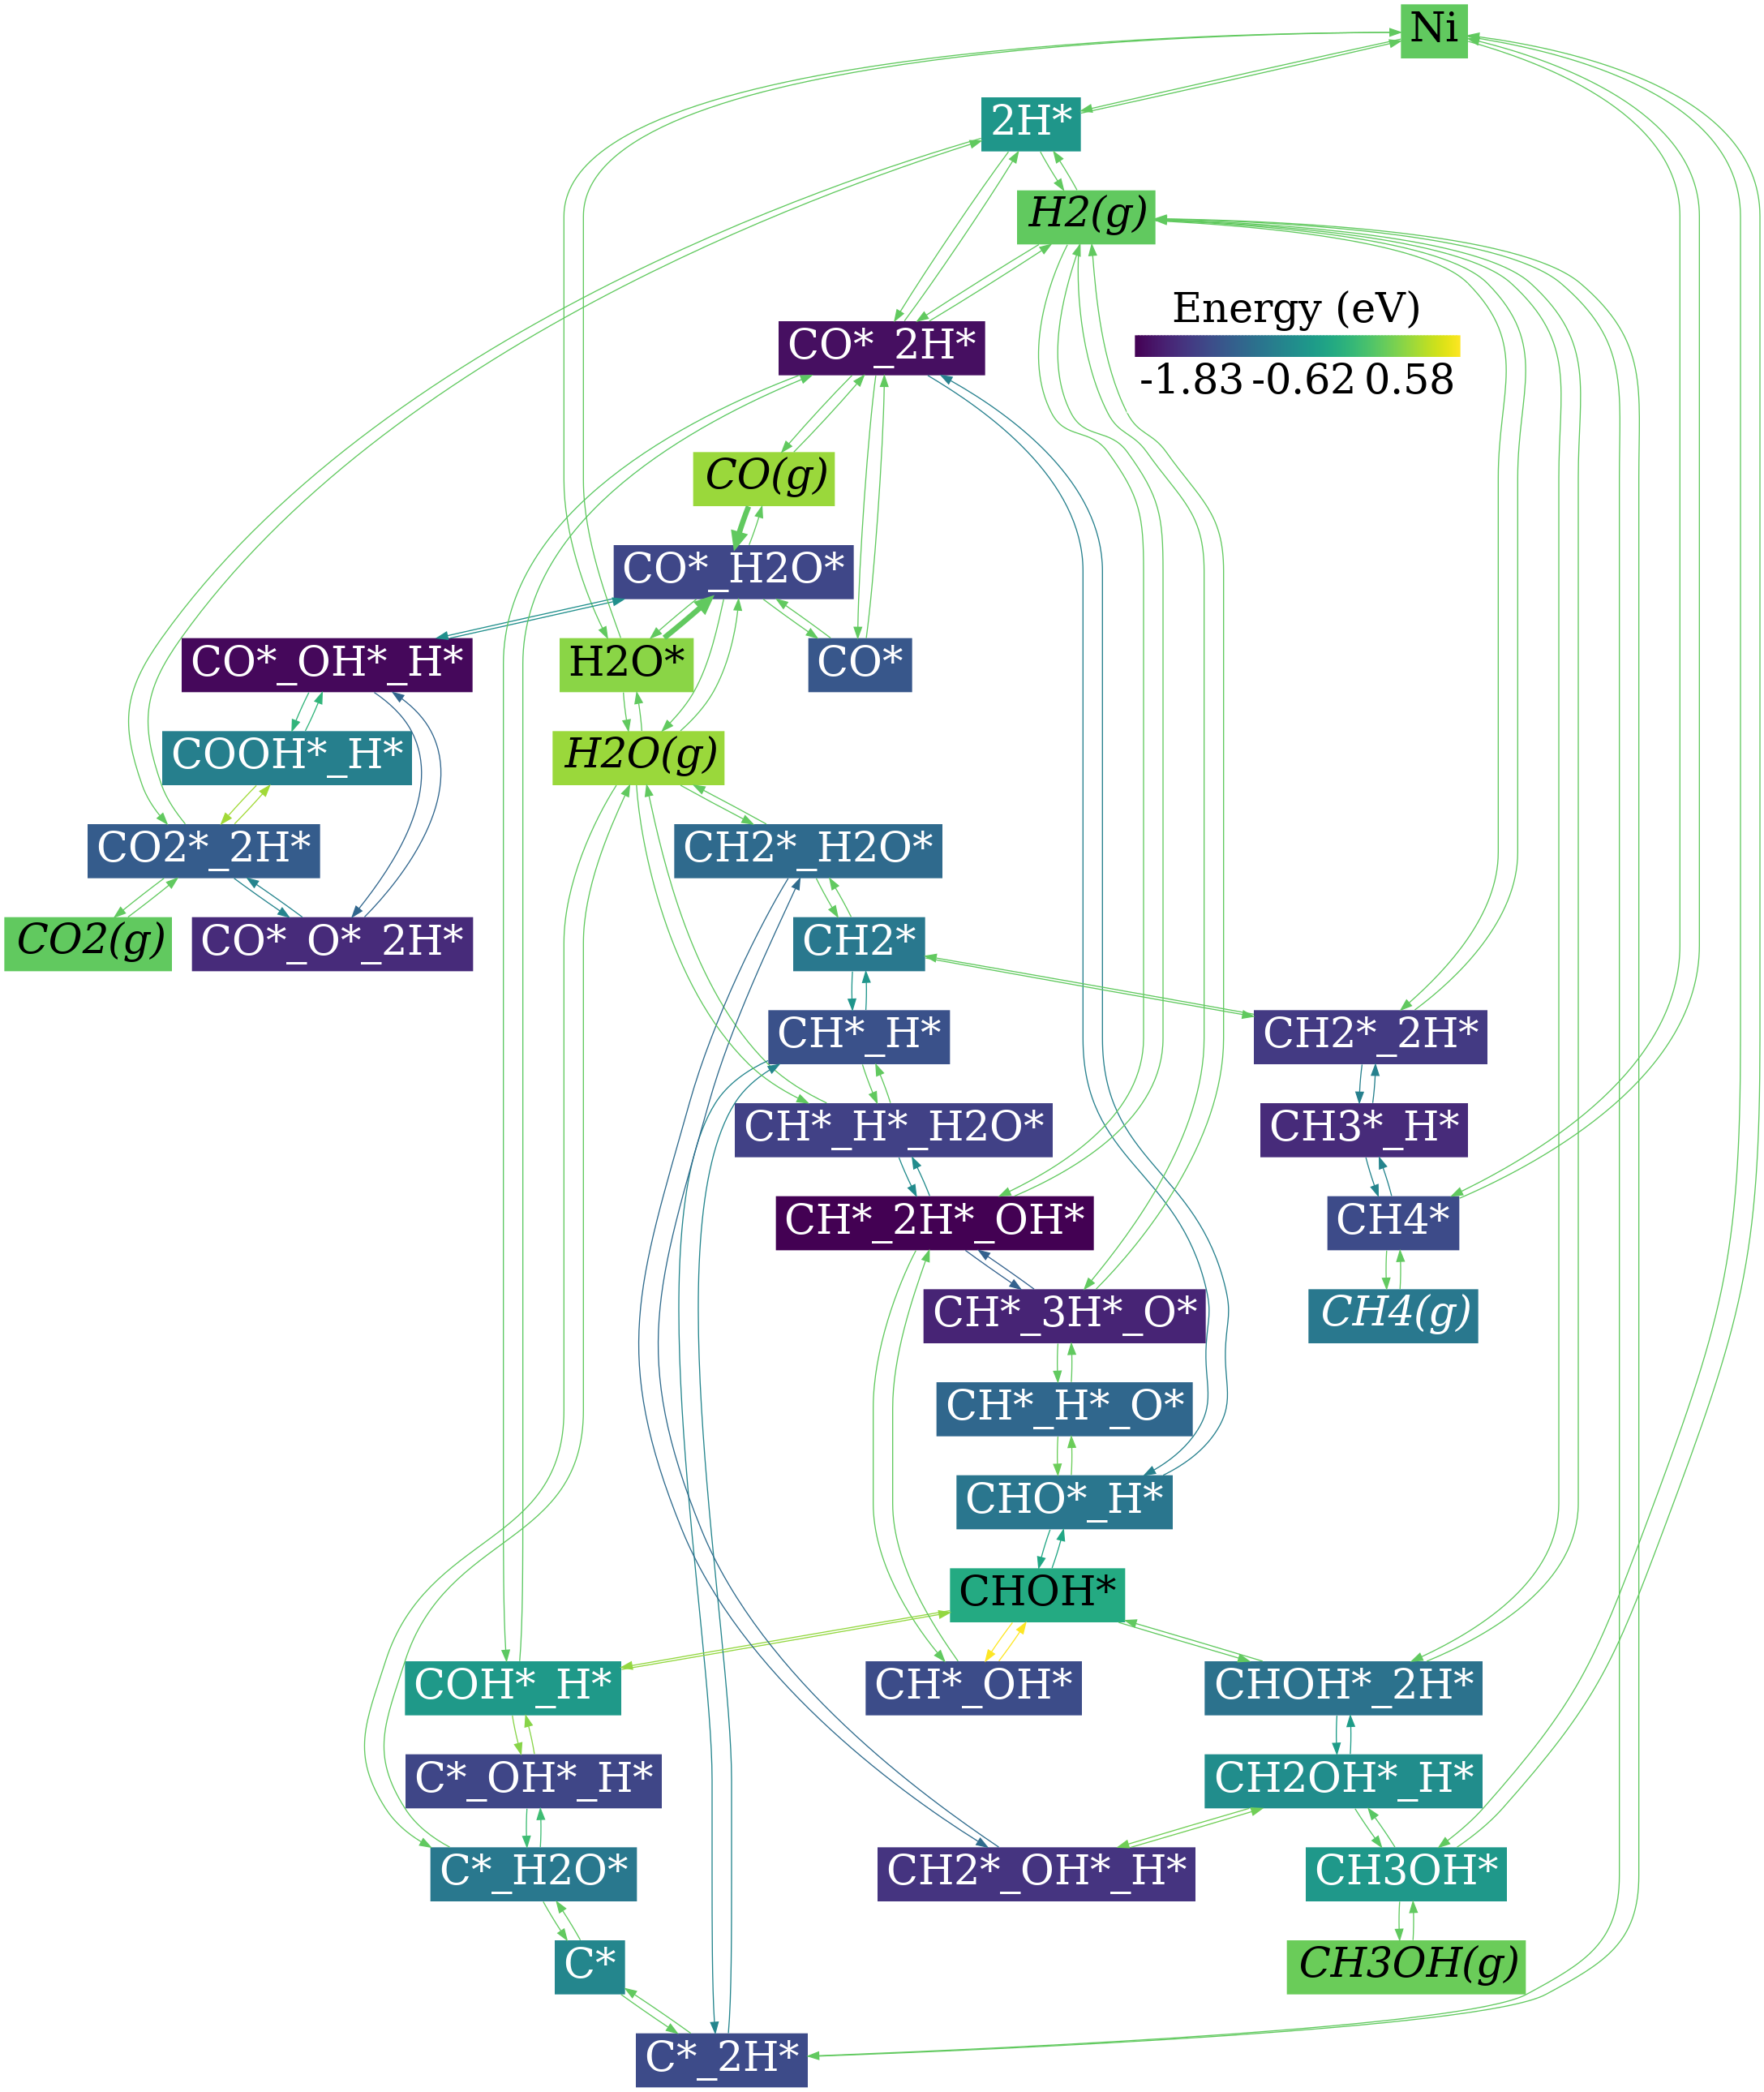 Ni
2H*
H2(g)
Energy (eV)
-1.83 -0.62 0.58
CO*_2H*
CO(g)
CO*_H2O*
CO*_OH*_H*
H2O*
CO*
COOH*_H*
H2O(g)
CO2*_2H*
CH2*_H2O*
CO2(g)
CO*_O*_2H*
CH2*
CH*_H*
CH2*_2H*
CH*_H*_H2O*
CH3*_H*
CH*_2H*_OH*
CH4*
CH*_3H*_O*
CH4(g)
CH*_H*_O*
CHO*_H*
CHOH*
COH*_H*
CH*_OH*
CHOH*_2H*
C*_OH*_H*
CH2OH*_H*
C*_H2O*
CH2*_OH*_H*
CH3OH*
C*
CH3OH(g)
C*_2H*